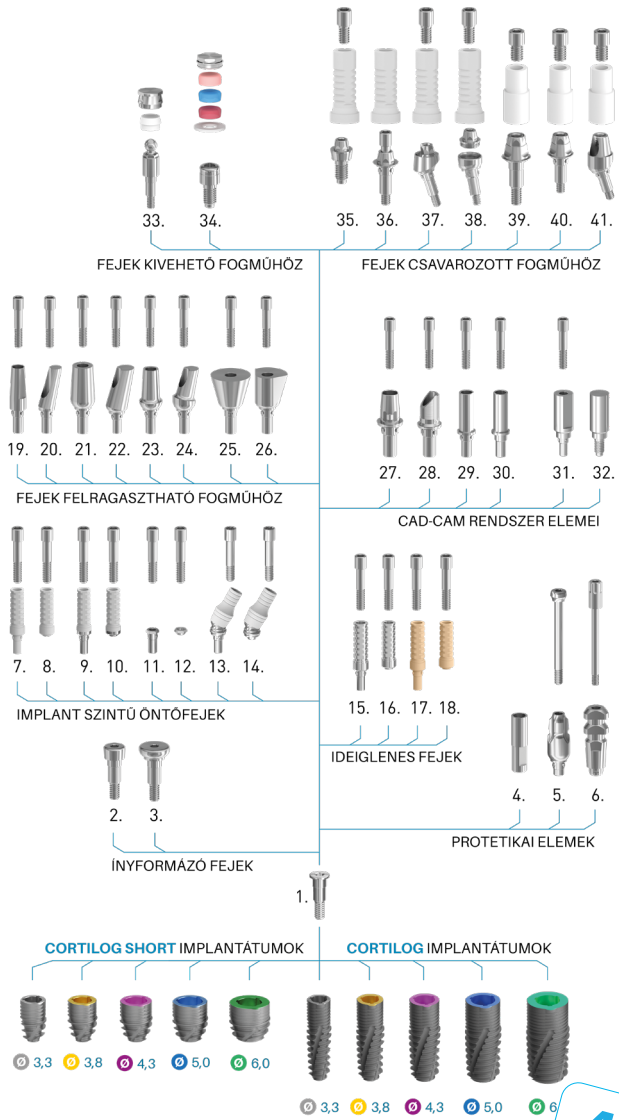 33. 34. 35. 36. 37. 38. 39. 40. 41.
FEJEK KIVEHETŐ FOGMŰHÖZ
FEJEK CSAVAROZOTT FOGMŰHÖZ
19. 20. 21. 22. 23. 24. 25. 26.
FEJEK FELRAGASZTHATÓ FOGMŰHÖZ
27. 28. 29. 30. 31. 32.
CAD-CAM RENDSZER ELEMEI
7. 8. 9. 10. 11. 12. 13. 14.
IMPLANT SZINTŰ ÖNTŐFEJEK
15. 16. 17. 18.
IDEIGLENES FEJEK
2. 3.
ÍNYFORMÁZÓ FEJEK
4. 5. 6.
PROTETIKAI ELEMEK
1.
CORTILOG SHORT IMPLANTÁTUMOK
CORTILOG IMPLANTÁTUMOK
Ø 3,3 Ø 3,8 Ø 4,3 Ø 5,0 Ø 6,0
Ø 3,3 Ø 3,8 Ø 4,3 Ø 5,0 Ø 6